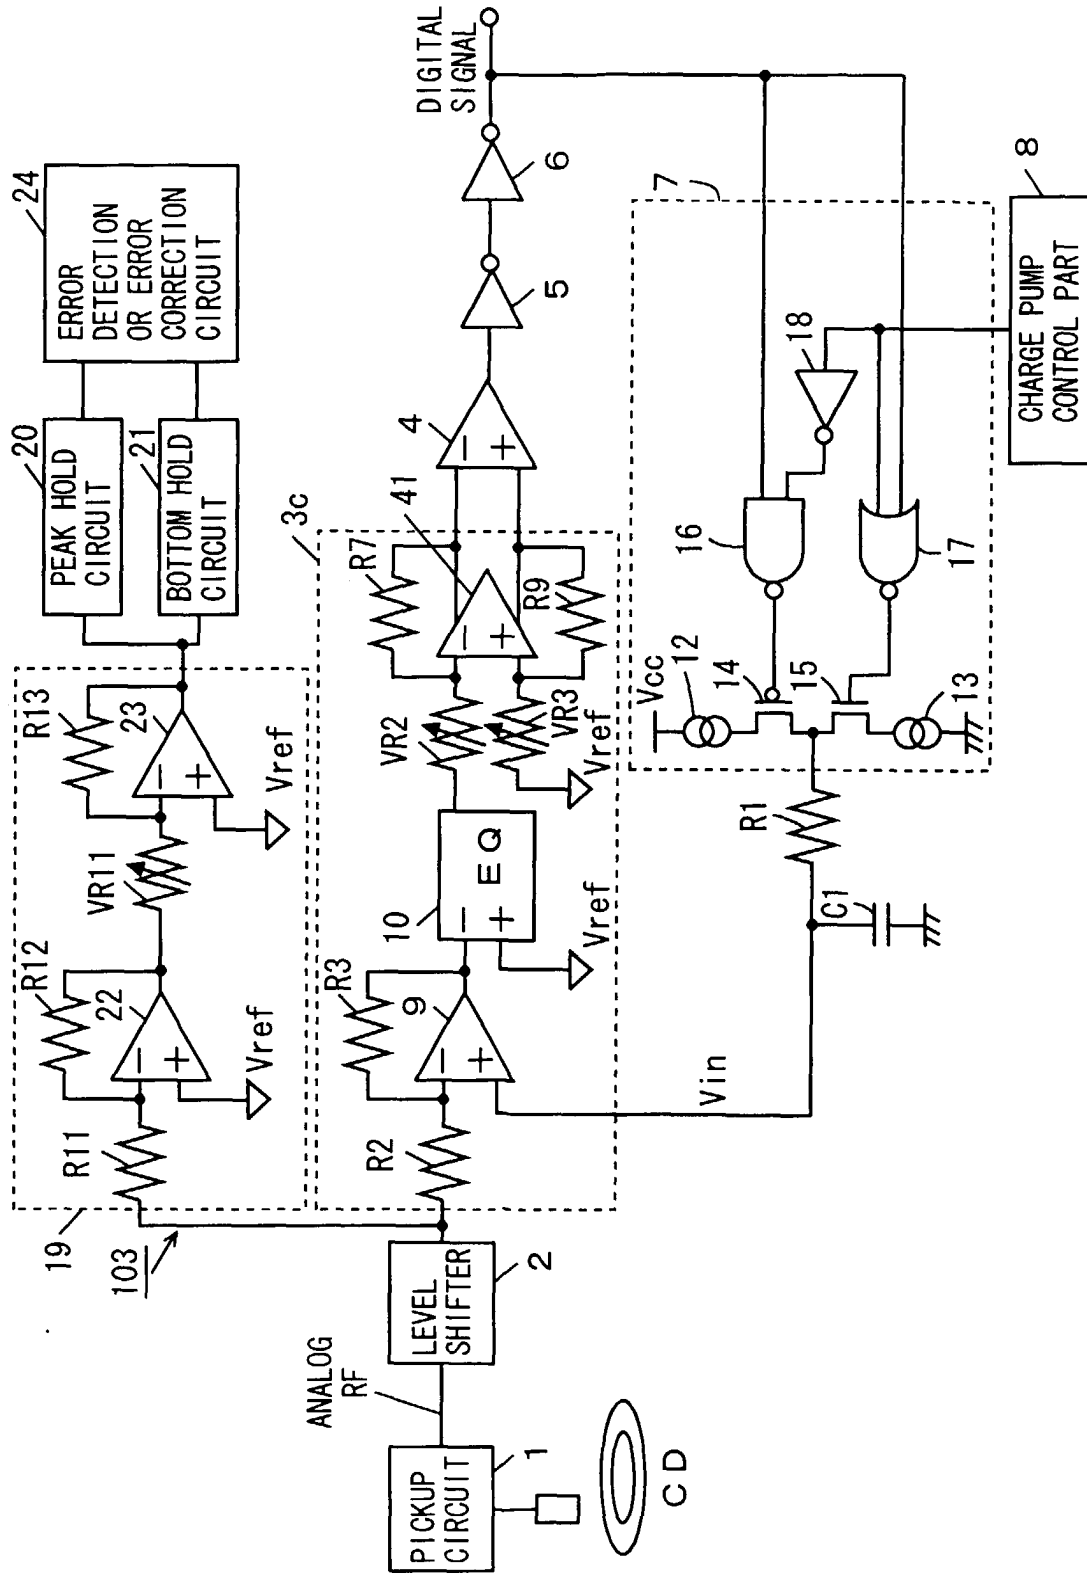 PICKUP
CIRCUIT
1
CD
ANALOG
RF
LEVEL
SHIFTER
2
103
19
R11
R12
22
Vref
VR11
R13
23
Vref
PEAK HOLD
CIRCUIT
20
BOTTOM HOLD
CIRCUIT
21
ERROR
DETECTION
OR ERROR
CORRECTION
CIRCUIT
24
3c
R2
R3
9
Vin
10
EQ
Vref
VR2
VR3
Vref
R7
41
R9
4
5
6
DIGITAL
SIGNAL
R1
C1
7
Vcc
12
14
15
13
16
17
18
CHARGE PUMP
CONTROL PART
8